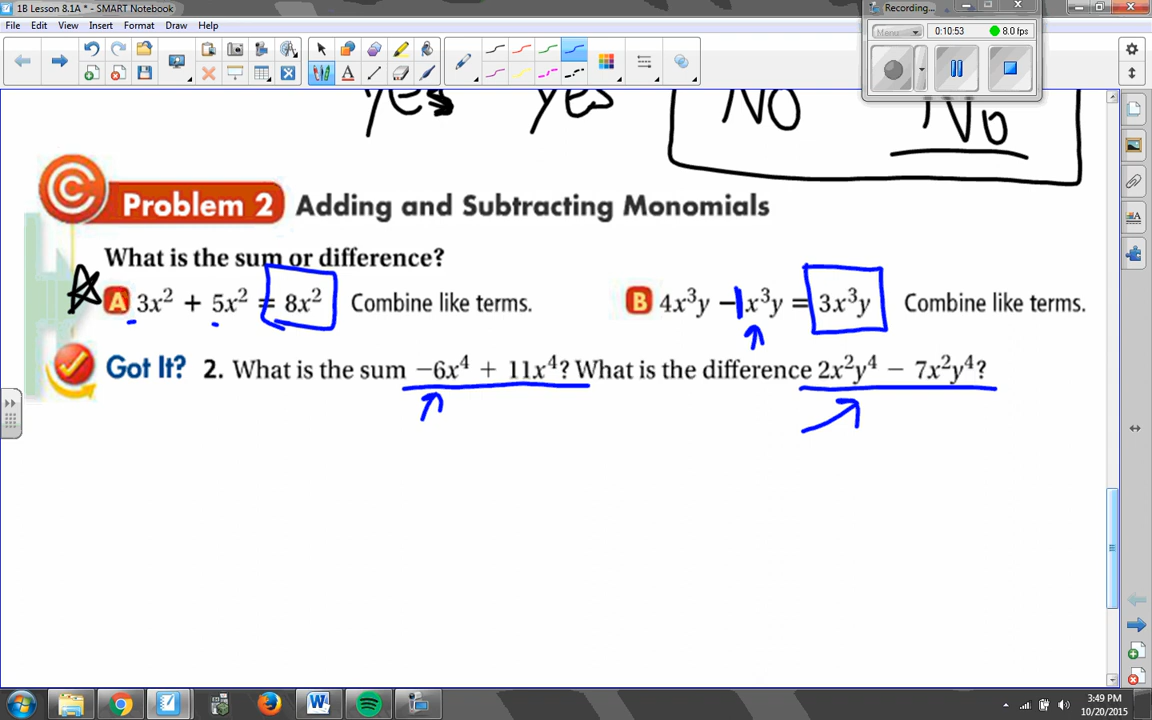 1B Lesson 8.1A * - SMART Notebook
Recording...
File Edit View Insert Format Draw Help
Menu
0:10:53
8.0 fps
yes yes No No
Problem 2 Adding and Subtracting Monomials
What is the sum or difference?
A 3x² + 5x² = 8x² Combine like terms.
B 4x³y − 1x³y = 3x³y Combine like terms.
Got It? 2. What is the sum −6x⁴ + 11x⁴? What is the difference 2x²y⁴ − 7x²y⁴?
3:49 PM
10/20/2015